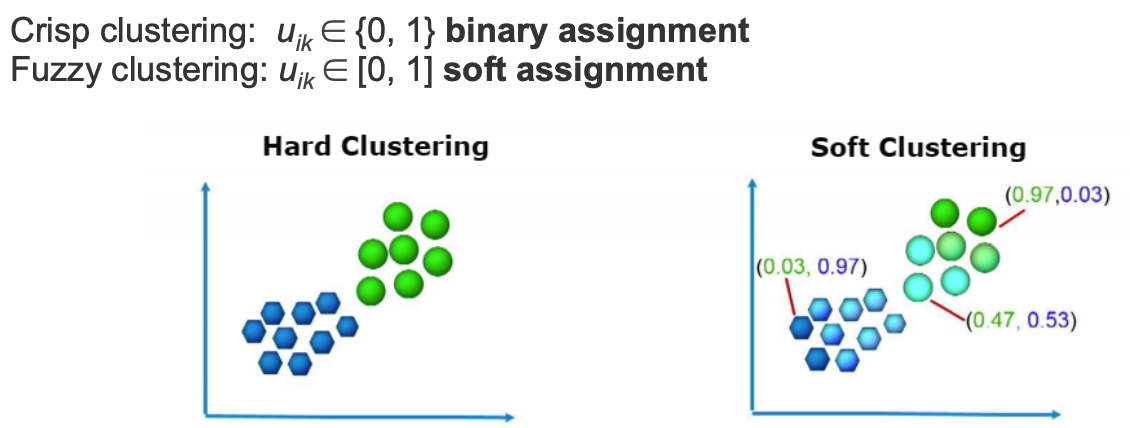 Crisp clustering: uik ∈ {0, 1} binary assignment
Fuzzy clustering: uik ∈ [0, 1] soft assignment
Hard Clustering
Soft Clustering
(0.97,0.03)
(0.03, 0.97)
(0.47, 0.53)